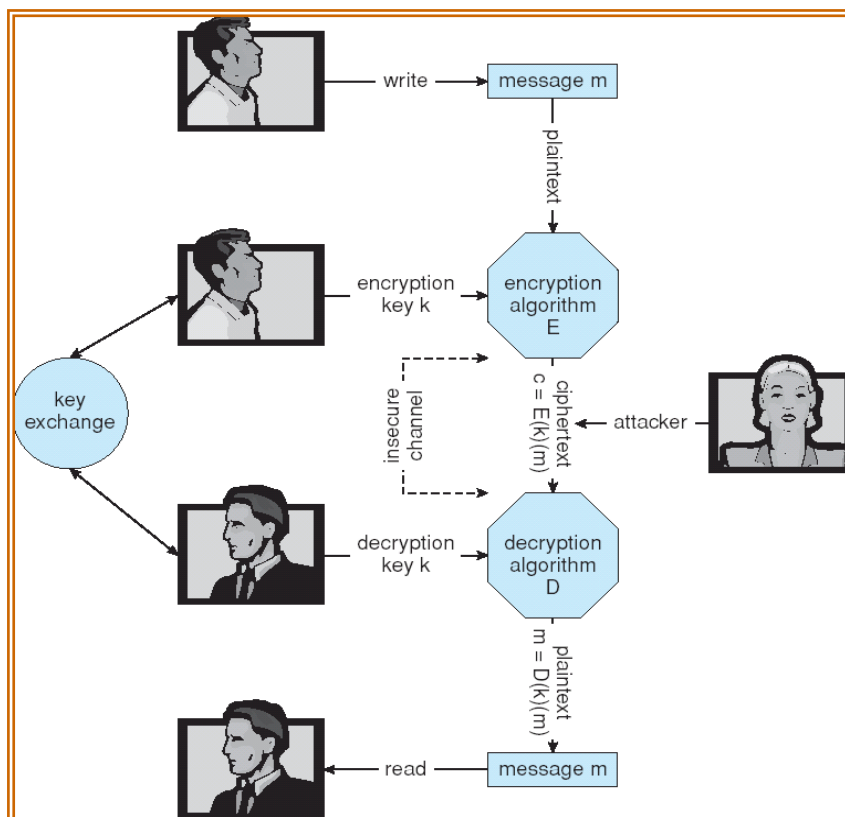 write
message m
plaintext
encryption
key k
encryption
algorithm
E
key
exchange
insecure
channel
ciphertext
c = E(k)(m)
attacker
decryption
key k
decryption
algorithm
D
plaintext
m = D(k)(m)
read
message m